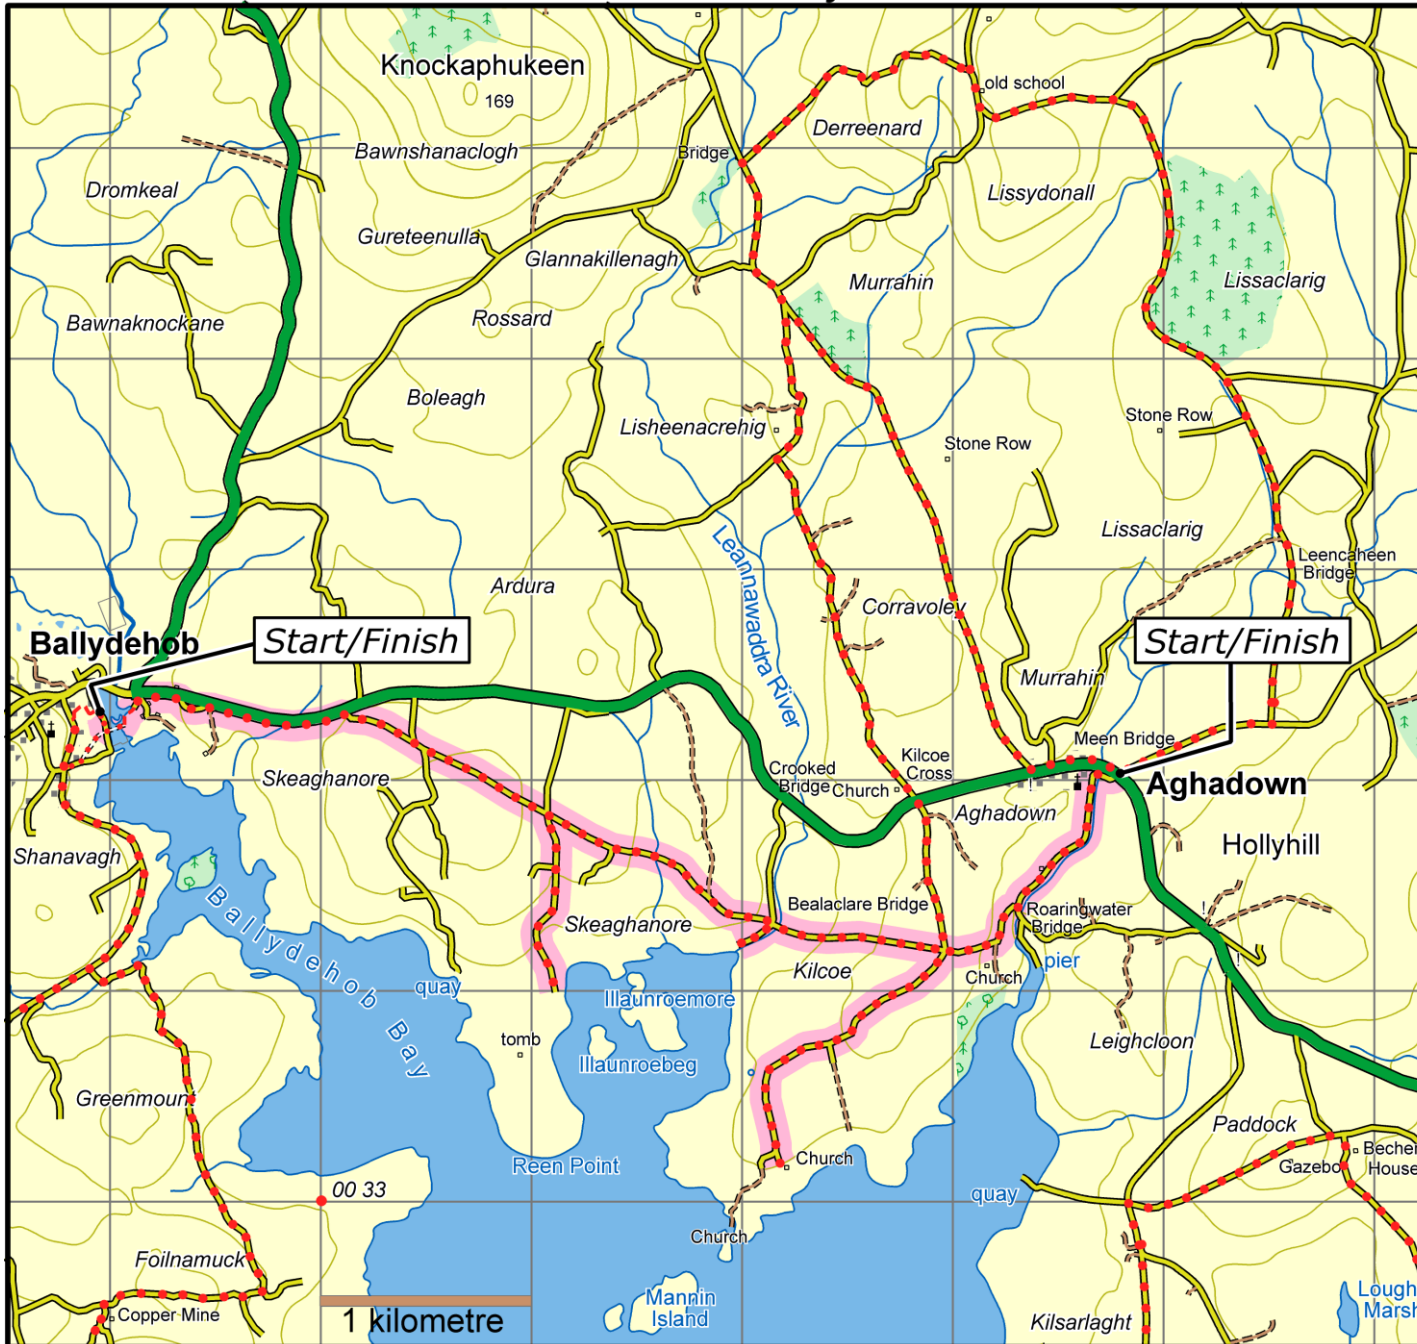 Knockaphukeen
169
old school
Derreenard
Bawnshanaclogh
Bridge
Dromkeal
Lissydonall
Gureteenulla
Glannakillenagh
Murrahin
Lissaclarig
Bawnaknockane
Rossard
Boleagh
Lisheenacrehig
Stone Row
Stone Row
Leannawaddra River
Lissaclarig
Leencaheen
Bridge
Ardura
Corravoley
Ballydehob
Start/Finish
Start/Finish
Murrahin
Meen Bridge
Skeaghanore
Crooked
Bridge
Kilcoe
Cross
Church
Aghadown
Aghadown
Hollyhill
Shanavagh
Ballydehob Bay
Skeaghanore
Bealaclare Bridge
Roaringwater
Bridge
Kilcoe
Church
pier
quay
Illaunroemore
tomb
Illaunroebeg
Leighcloon
Greenmount
Paddock
Reen Point
Church
Gazebo
Becher
House
00 33
quay
Church
Foilnamuck
Copper Mine
1 kilometre
Mannin
Island
Kilsarlaght
Lough
Marsh